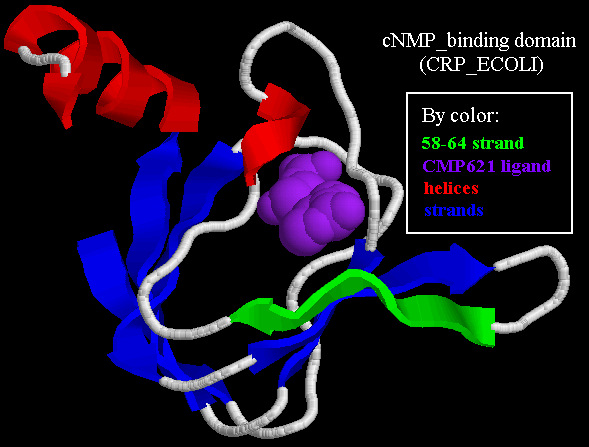 cNMP_binding domain
(CRP_ECOLI)
By color:
58-64 strand
CMP621 ligand
helices
strands